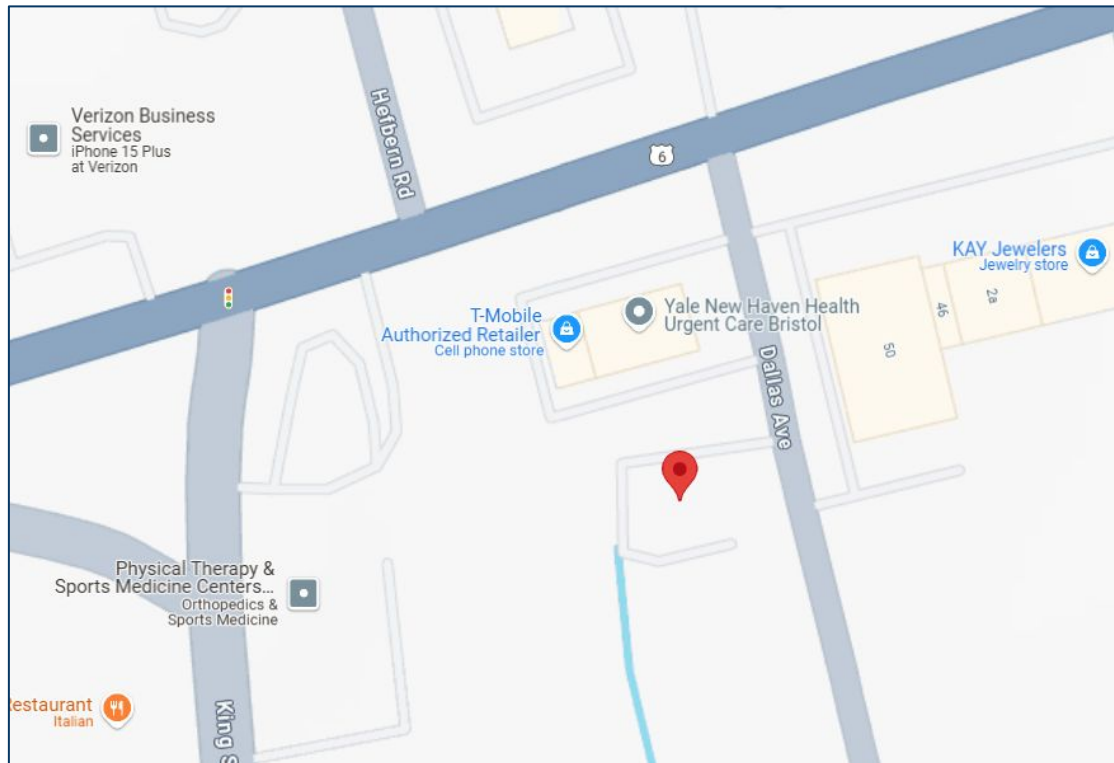 Verizon Business
Services
iPhone 15 Plus
at Verizon
Hefbern Rd
6
KAY Jewelers
Jewelry store
T-Mobile
Authorized Retailer
Cell phone store
Yale New Haven Health
Urgent Care Bristol
2a
46
50
Dallas Ave
Physical Therapy &
Sports Medicine Centers...
Orthopedics &
Sports Medicine
Restaurant
Italian
King S